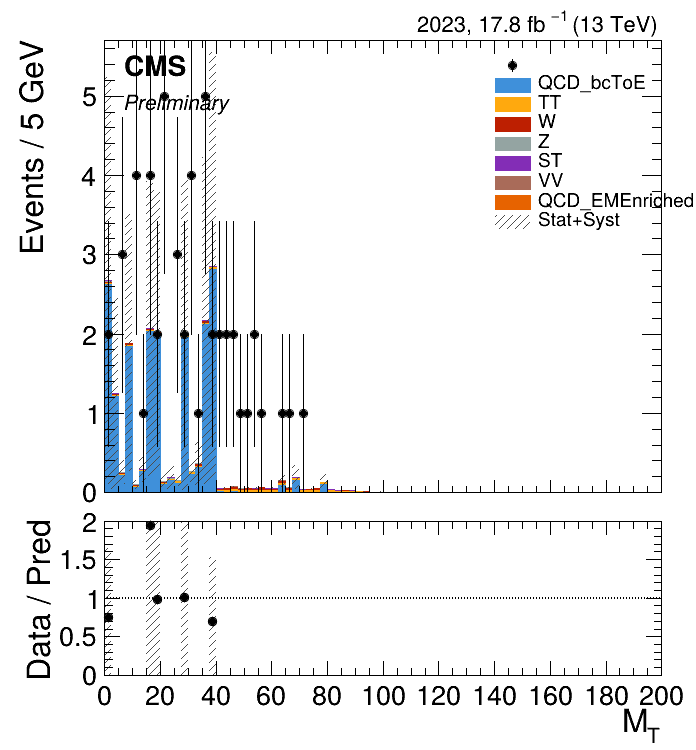 2023, 17.8 fb⁻¹ (13 TeV)
CMS
Preliminary
Events / 5 GeV
5
4
3
2
1
0
QCD_bcToE
TT
W
Z
ST
VV
QCD_EMEnriched
Stat+Syst
Data / Pred
2
1.5
1
0.5
0
0 20 40 60 80 100 120 140 160 180 200
M_T